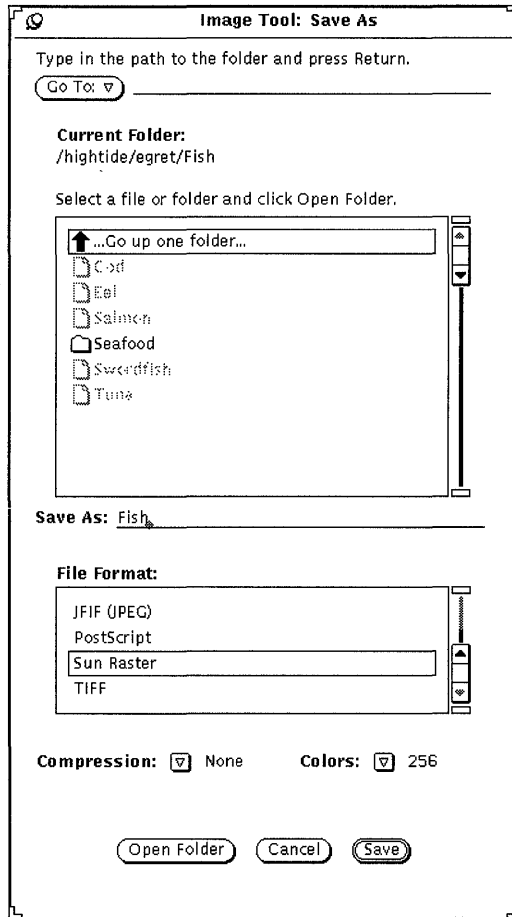 Image Tool: Save As
Type in the path to the folder and press Return.
Go To:
Current Folder:
/hightide/egret/Fish
Select a file or folder and click Open Folder.
...Go up one folder...
Cod
Eel
Salmon
Seafood
Swordfish
Tuna
Save As: Fish
File Format:
JFIF (JPEG)
PostScript
Sun Raster
TIFF
Compression: None Colors: 256
Open Folder Cancel Save